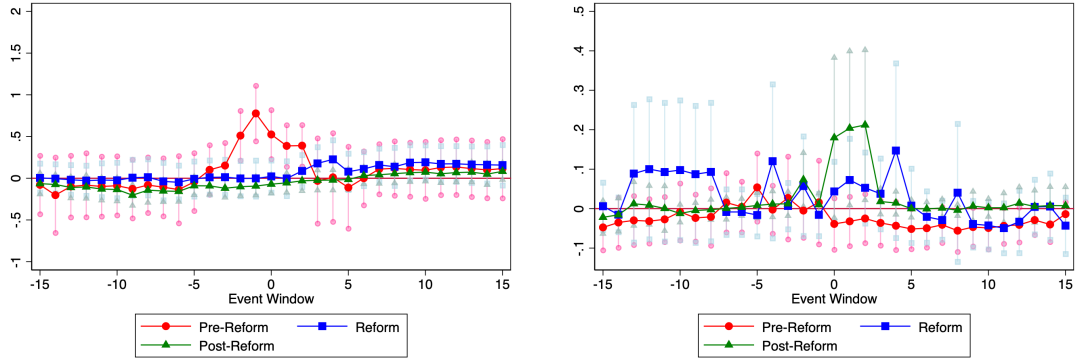 2
1.5
1
.5
0
-.5
-1
-15 -10 -5 0 5 10 15
Event Window
Pre-Reform Reform
Post-Reform
.5
.4
.3
.2
.1
0
-.1
-15 -10 -5 0 5 10 15
Event Window
Pre-Reform Reform
Post-Reform